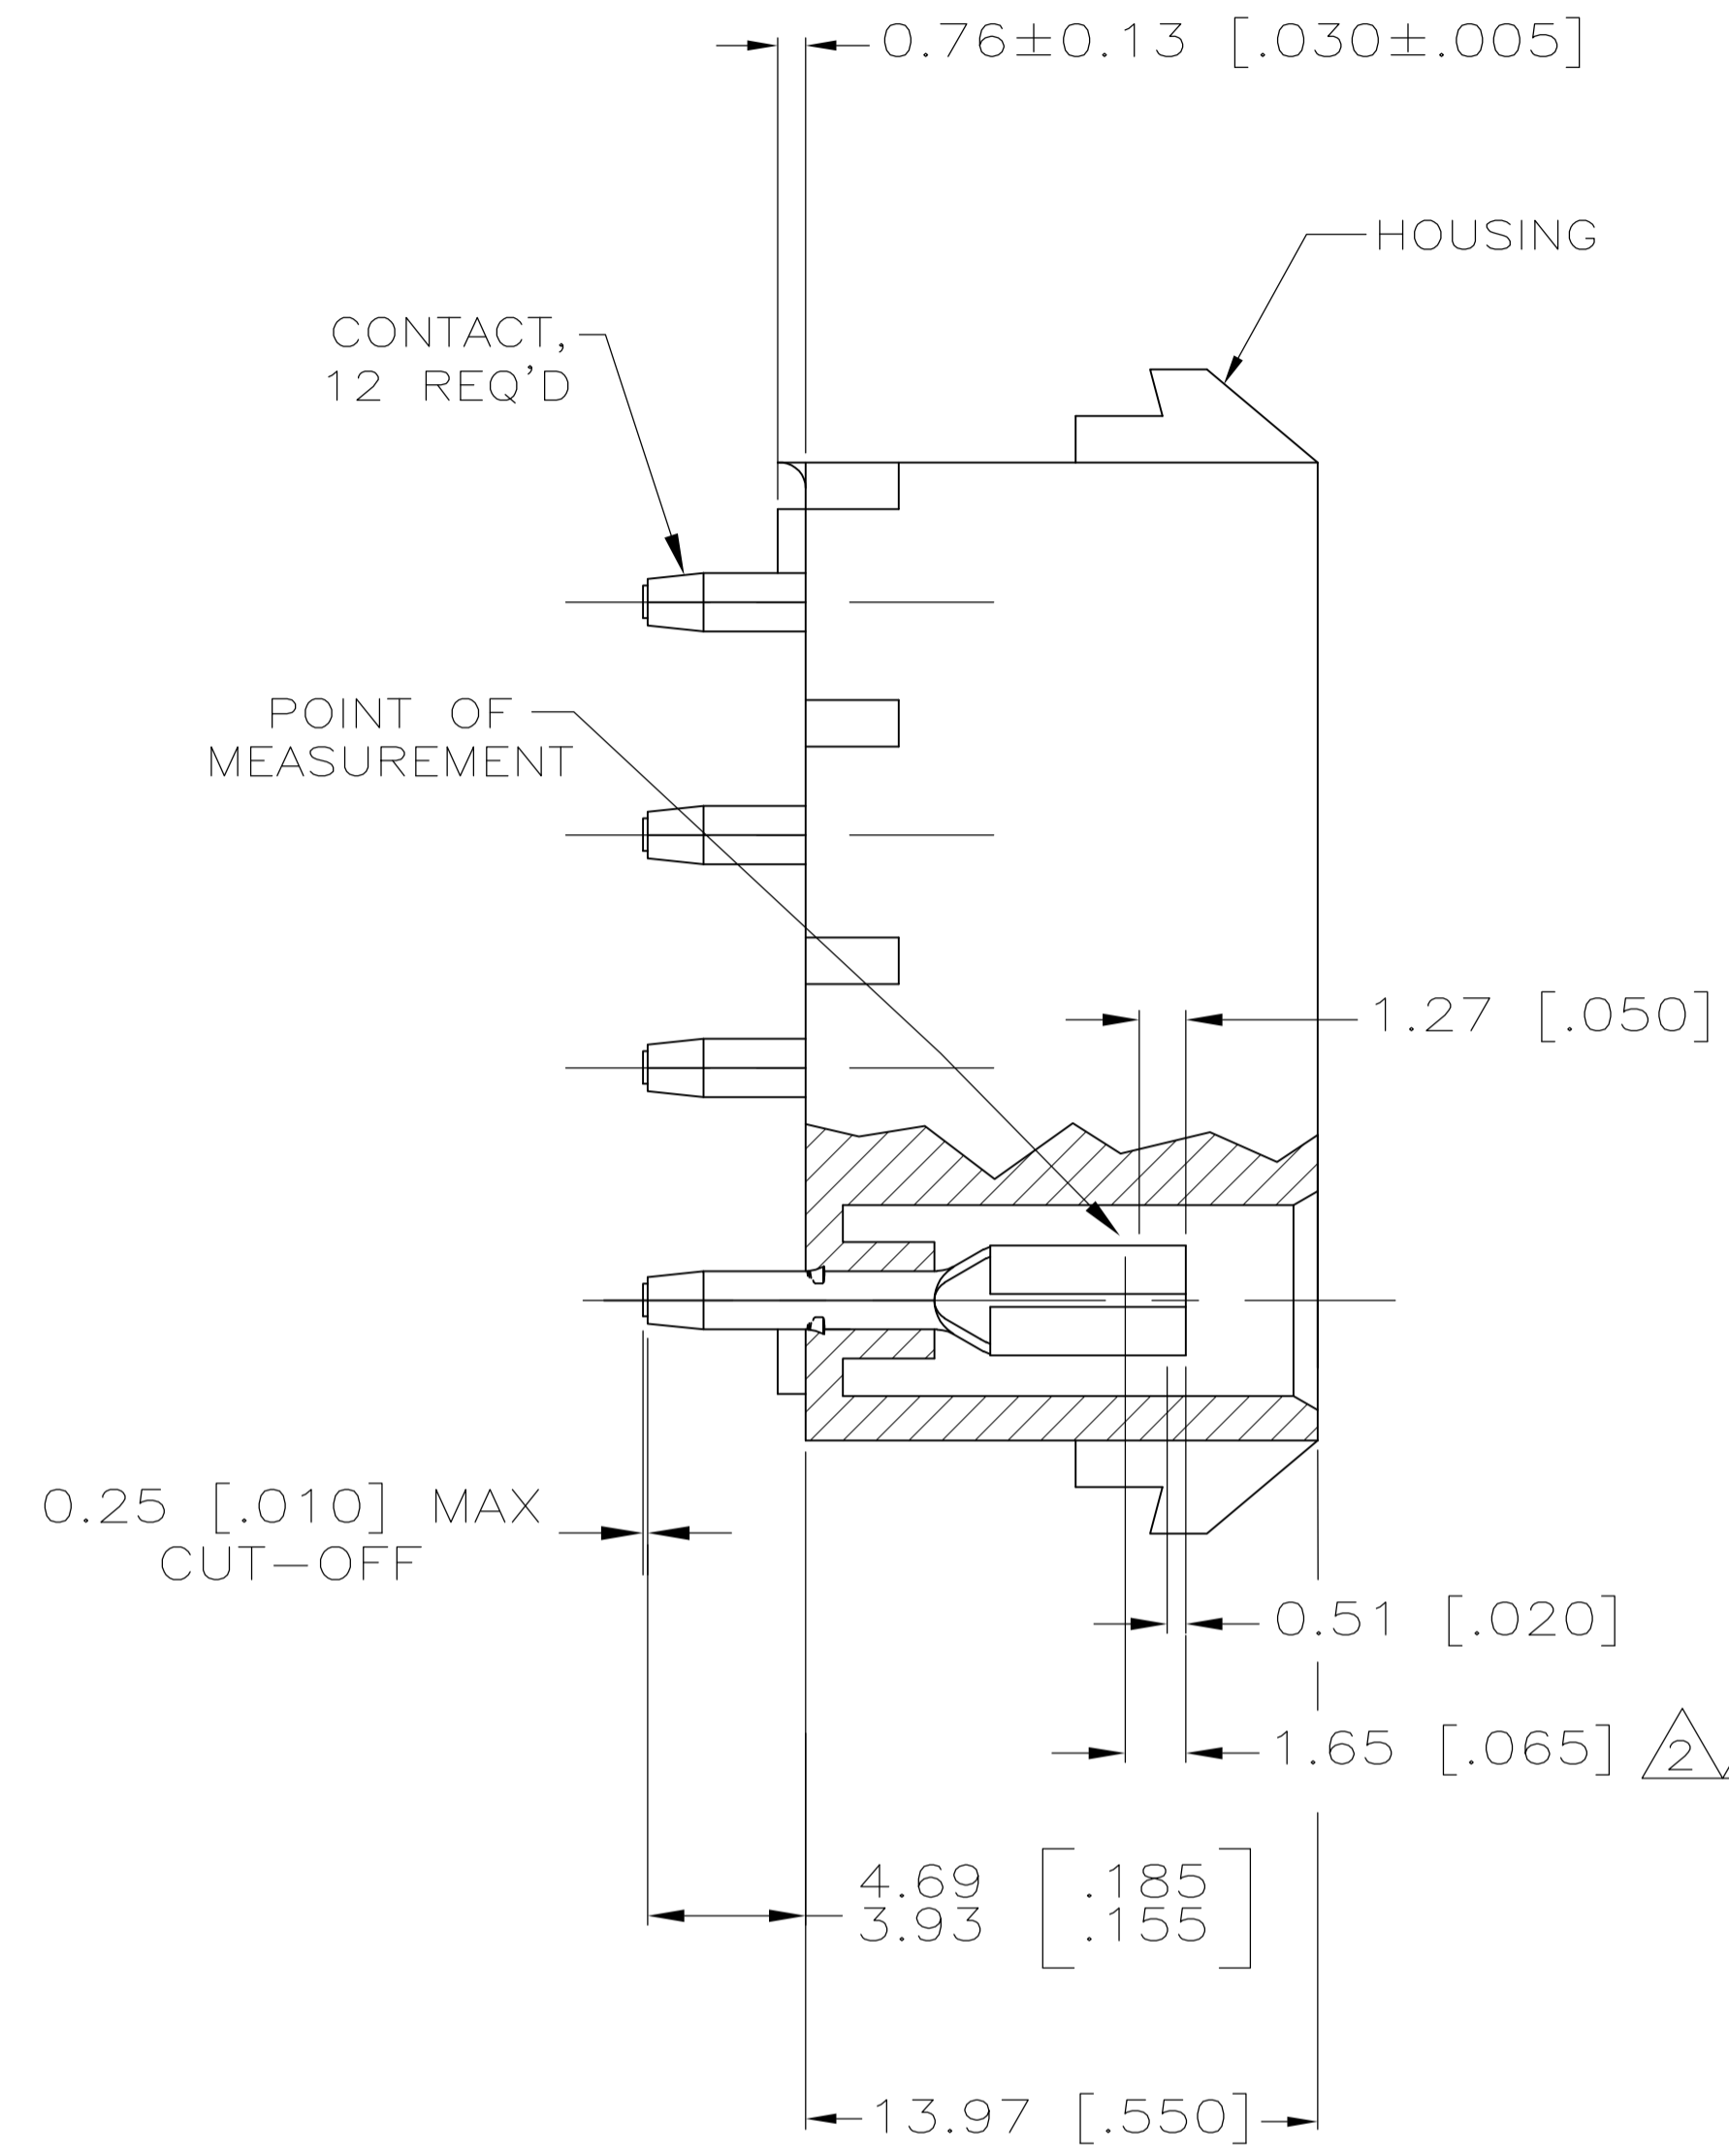 0.76±0.13 [.030±.005]
HOUSING
CONTACT,
12 REQ'D
POINT OF
MEASUREMENT
1.27 [.050]
0.25 [.010] MAX
CUT-OFF
0.51 [.020]
1.65 [.065] 2
4.69 [.185
3.93 .155]
13.97 [.550]